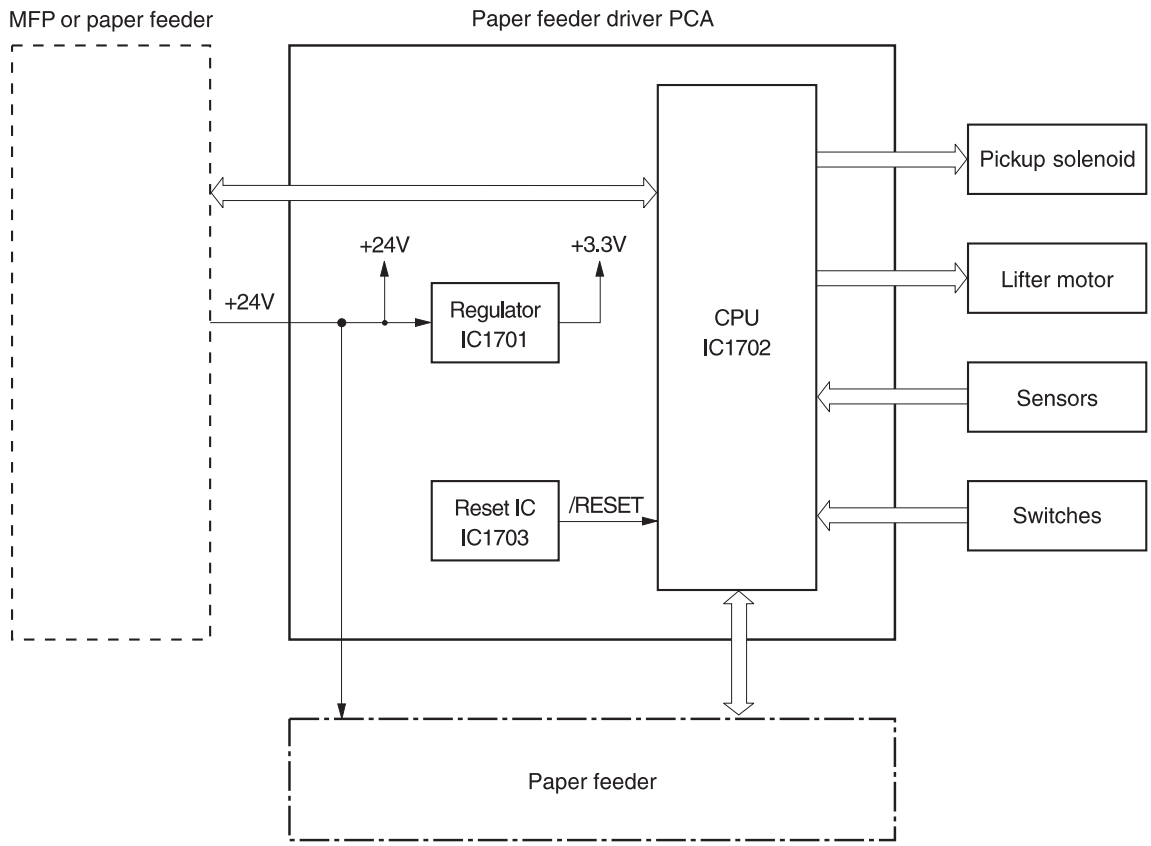 MFP or paper feeder
Paper feeder driver PCA
Pickup solenoid
+24V
+3.3V
+24V
Regulator
IC1701
Lifter motor
CPU
IC1702
Sensors
Reset IC
IC1703
/RESET
Switches
Paper feeder